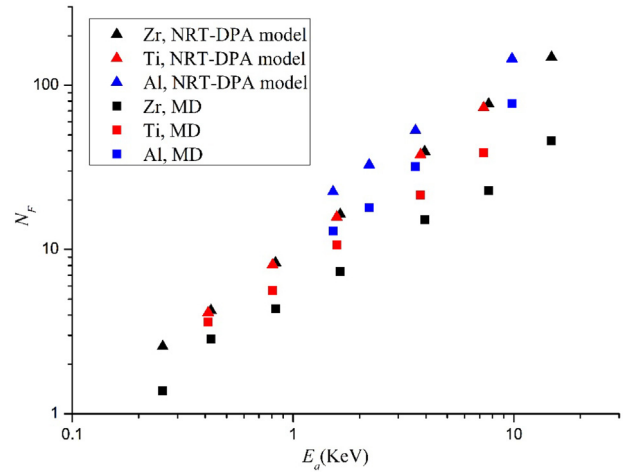 Zr, NRT-DPA model
Ti, NRT-DPA model
Al, NRT-DPA model
Zr, MD
Ti, MD
Al, MD
100
10
1
N_F
0.1 1 10
E_a(KeV)